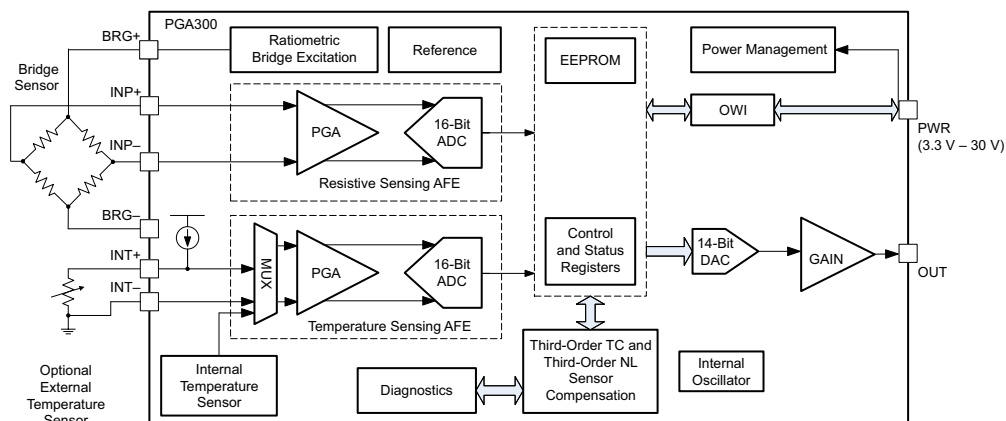 PGA300
BRG+
Bridge
Sensor
INP+
INP–
BRG–
INT+
INT–
Optional
External
Temperature
Sensor
Ratiometric
Bridge Excitation
Reference
PGA
16-Bit
ADC
Resistive Sensing AFE
MUX
PGA
16-Bit
ADC
Temperature Sensing AFE
Internal
Temperature
Sensor
EEPROM
Control
and Status
Registers
Power Management
OWI
PWR
(3.3 V – 30 V)
14-Bit
DAC
GAIN
OUT
Diagnostics
Third-Order TC and
Third-Order NL
Sensor
Compensation
Internal
Oscillator